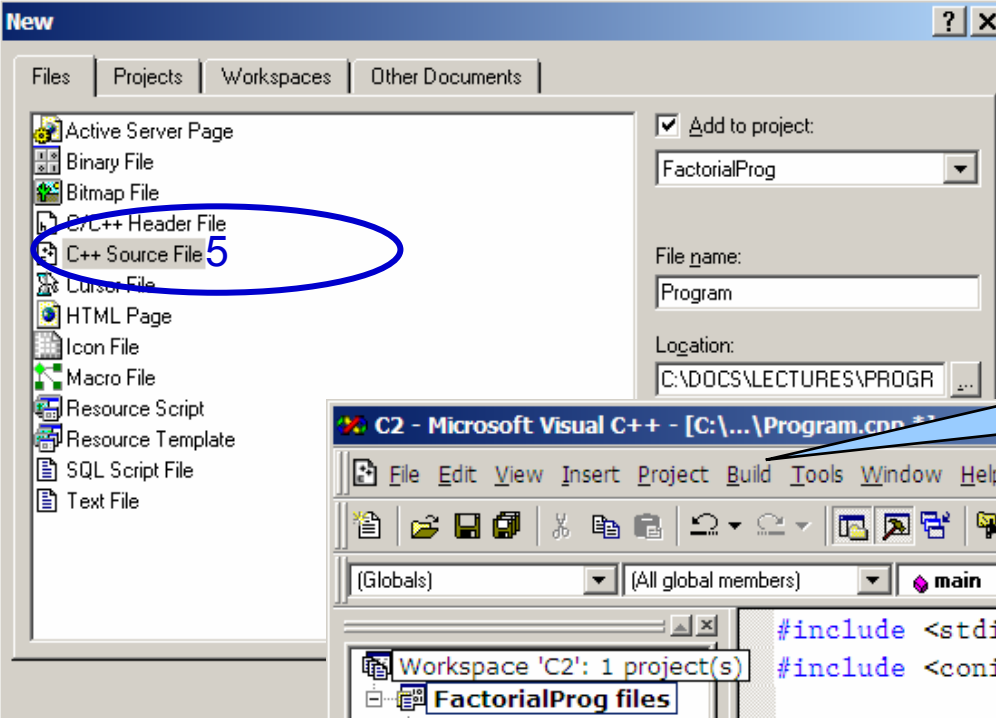 New
Files Projects Workspaces Other Documents
Active Server Page
Binary File
Bitmap File
C/C++ Header File
C++ Source File 5
Cursor File
HTML Page
Icon File
Macro File
Resource Script
Resource Template
SQL Script File
Text File
Add to project:
FactorialProg
File name:
Program
Location:
C:\DOCS\LECTURES\PROGR ...
C2 - Microsoft Visual C++ - [C:\...\Program.cpp *]
File Edit View Insert Project Build Tools Window Help
(Globals) (All global members) main
Workspace 'C2': 1 project(s)
FactorialProg files
#include <stdi
#include <coni